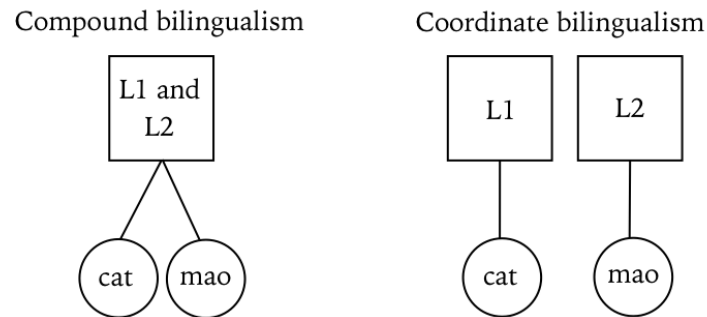 Compound bilingualism
L1 and
L2
cat
mao
Coordinate bilingualism
L1
L2
cat
mao